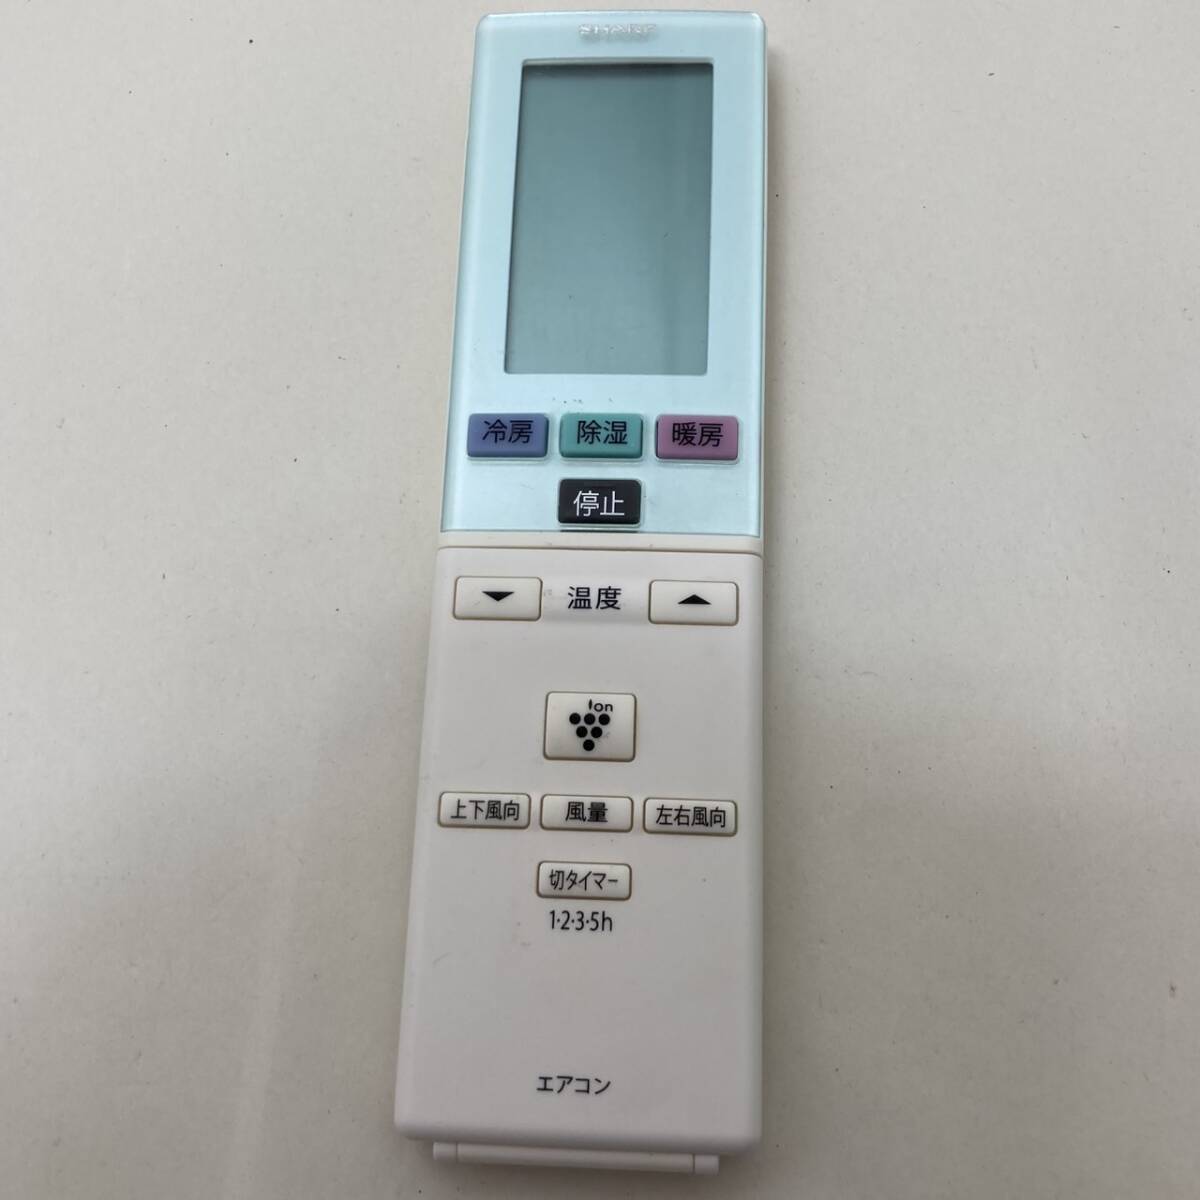 SHARP
冷房 除湿 暖房
停止
▼ 温度 ▲
Ion
上下風向 風量 左右風向
切タイマー
1・2・3・5h
エアコン